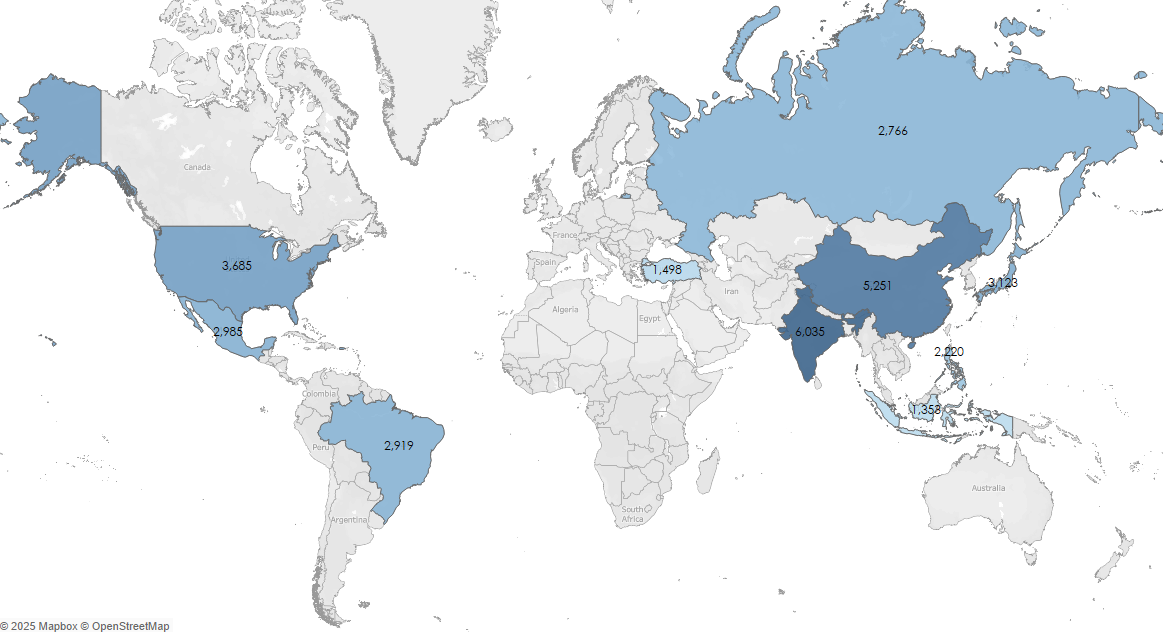 2,766
Canada
France
3,685
Spain
1,498
5,251
3,123
Iran
Algeria
Egypt
2,985
6,035
2,220
Colombia
1,358
2,919
Peru
Australia
South
Africa
Argentina
© 2025 Mapbox © OpenStreetMap